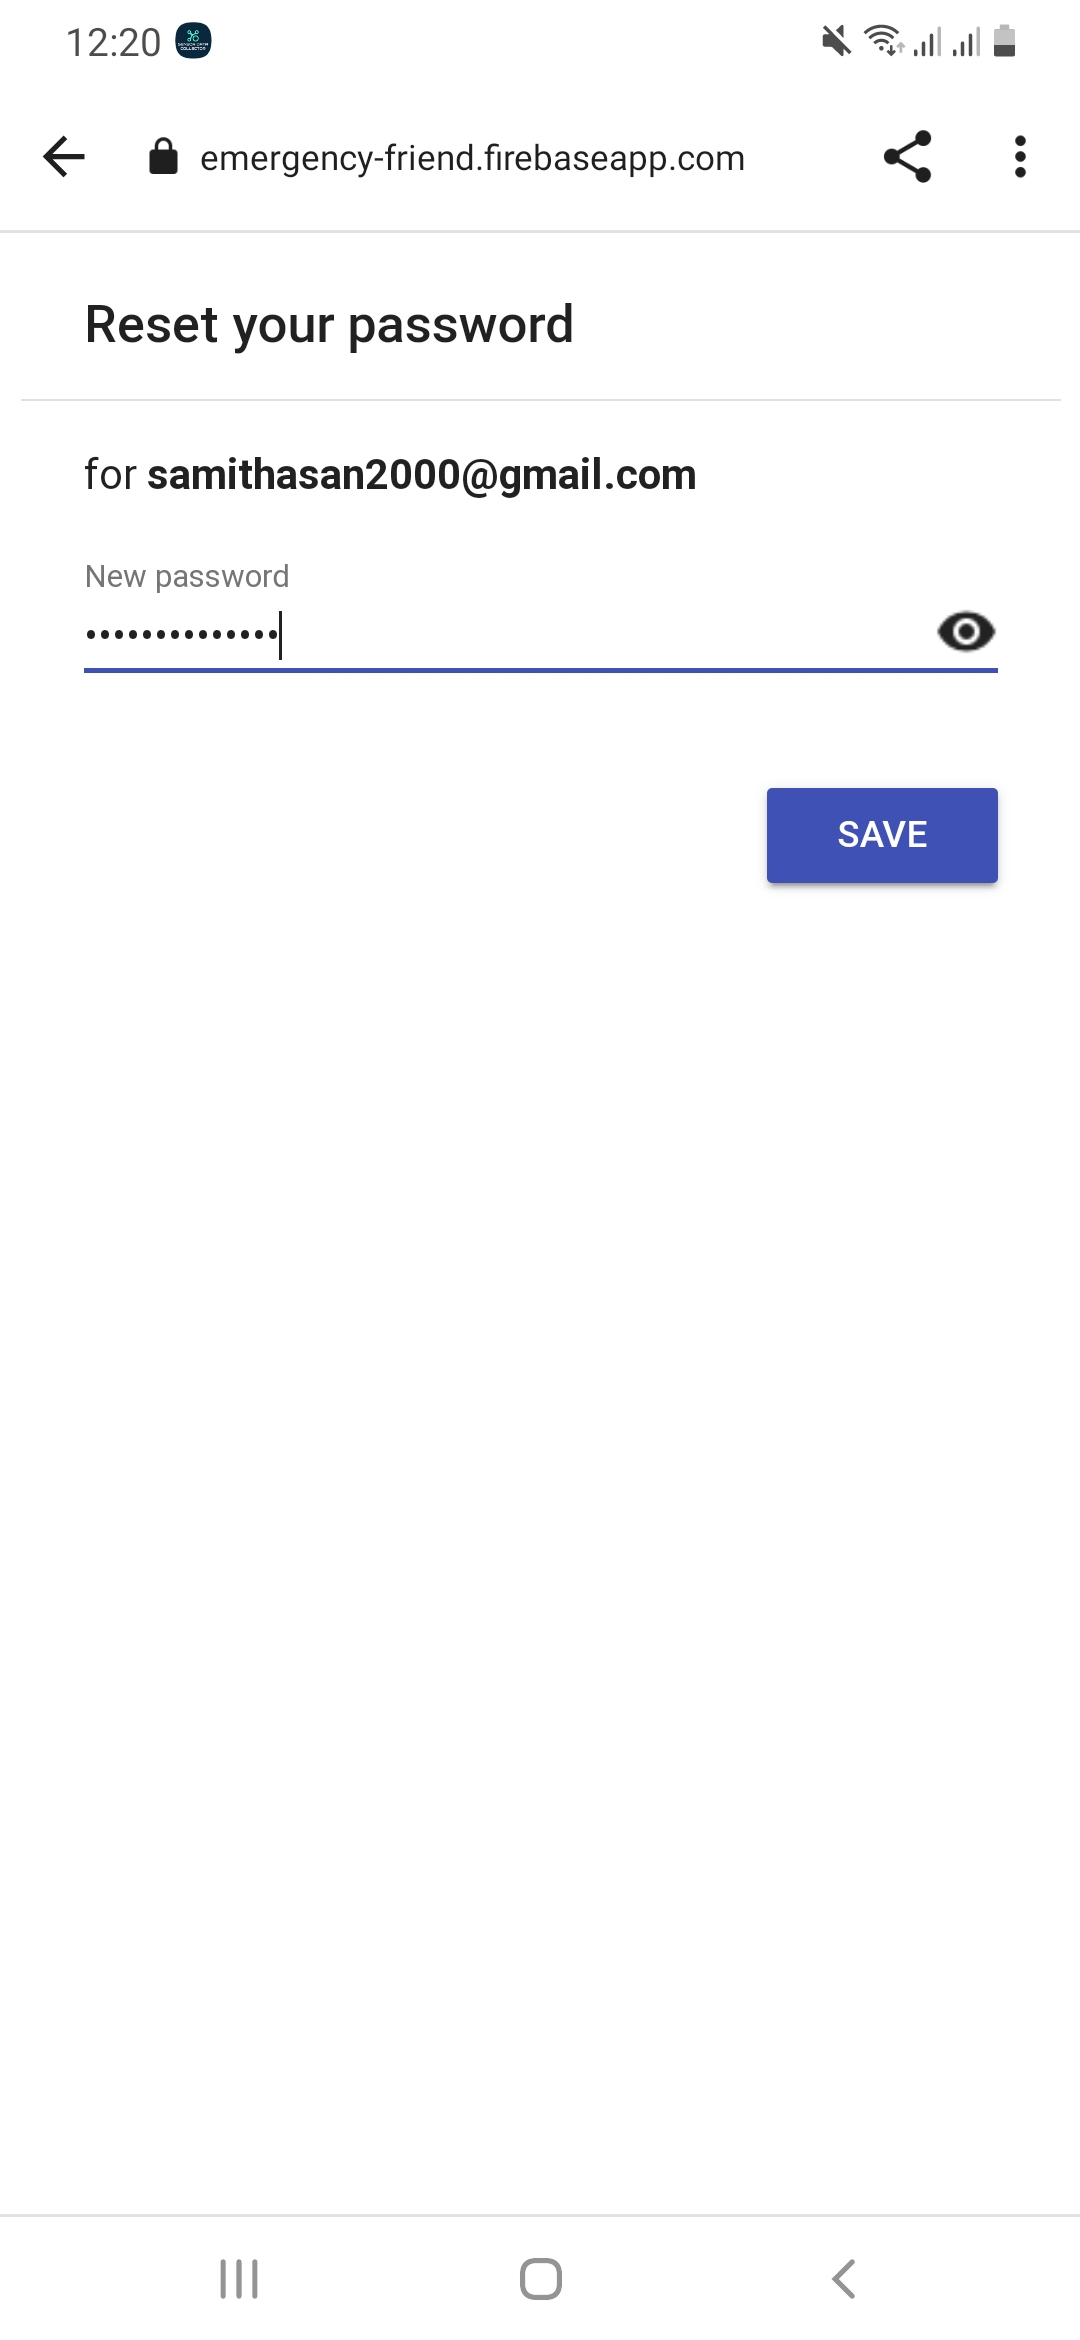 12:20
emergency-friend.firebaseapp.com
Reset your password
for samithasan2000@gmail.com
New password
••••••••••••••
SAVE